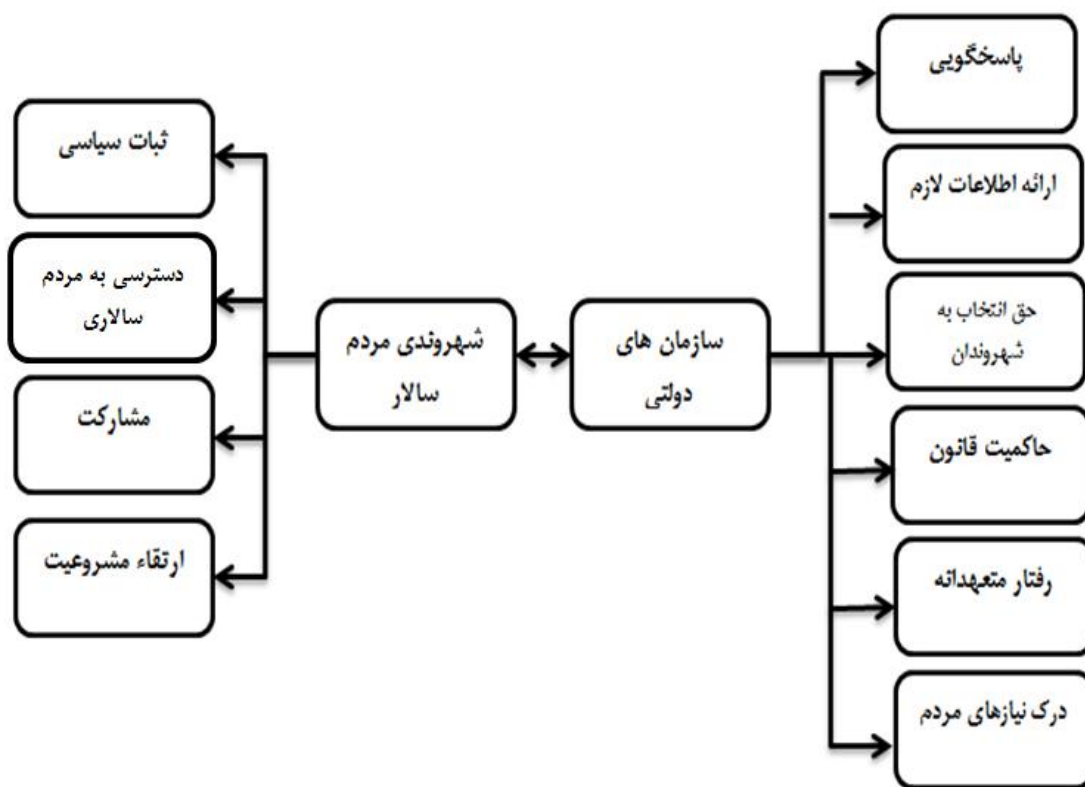 پاسخگویی
ارائه اطلاعات لازم
حق انتخاب به
شهروندان
حاکمیت قانون
رفتار متعهدانه
درک نیازهای مردم
سازمان های
دولتی
شهروندی مردم
سالار
ثبات سیاسی
دسترسی به مردم
سالاری
مشارکت
ارتقاء مشروعیت